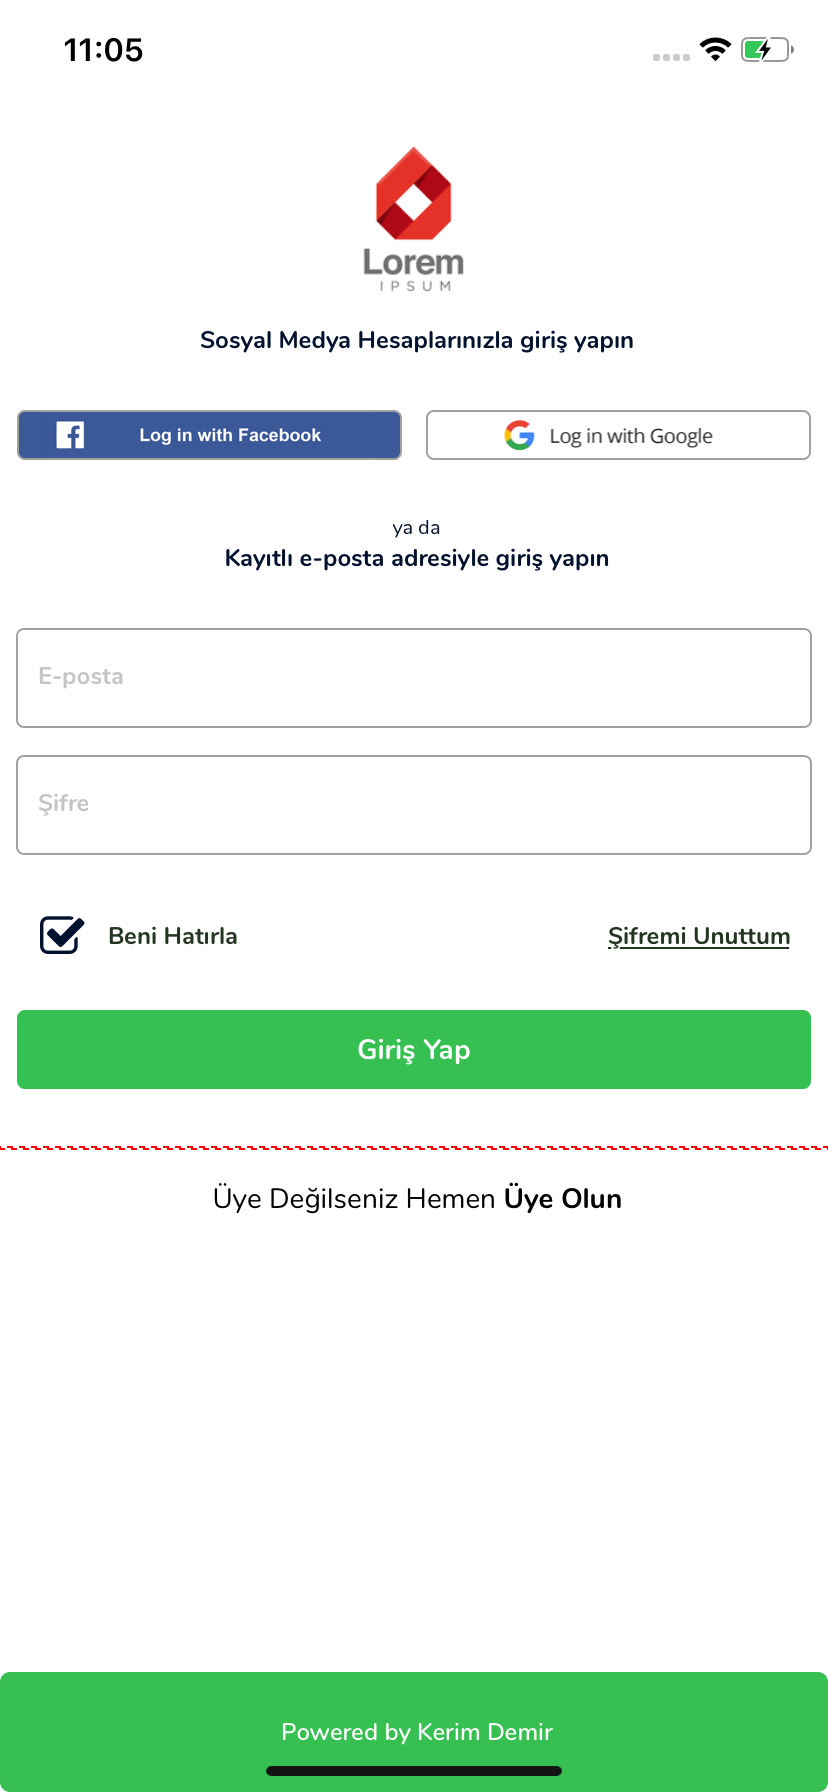 11:05
Lorem
IPSUM
Sosyal Medya Hesaplarınızla giriş yapın
Log in with Facebook
Log in with Google
ya da
Kayıtlı e-posta adresiyle giriş yapın
E-posta
Şifre
Beni Hatırla
Şifremi Unuttum
Giriş Yap
Üye Değilseniz Hemen Üye Olun
Powered by Kerim Demir